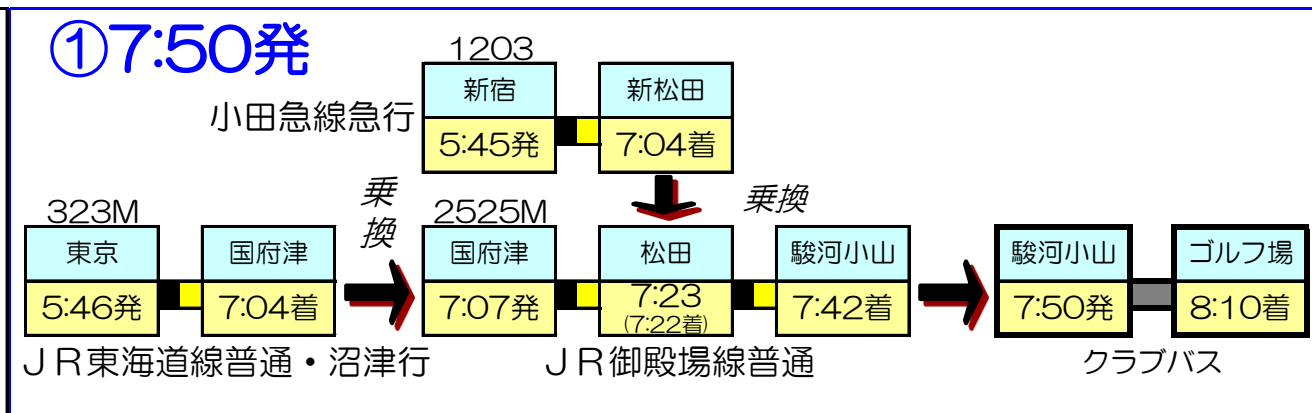 ①7:50発
1203
新宿 新松田
小田急線急行
5:45発 7:04着
乗換
乗換
323M
2525M
東京 国府津
5:46発 7:04着
国府津 松田 駿河小山
7:07発 7:23 7:42着
(7:22着)
駿河小山 ゴルフ場
7:50発 8:10着
ＪＲ東海道線普通・沼津行
ＪＲ御殿場線普通
クラブバス